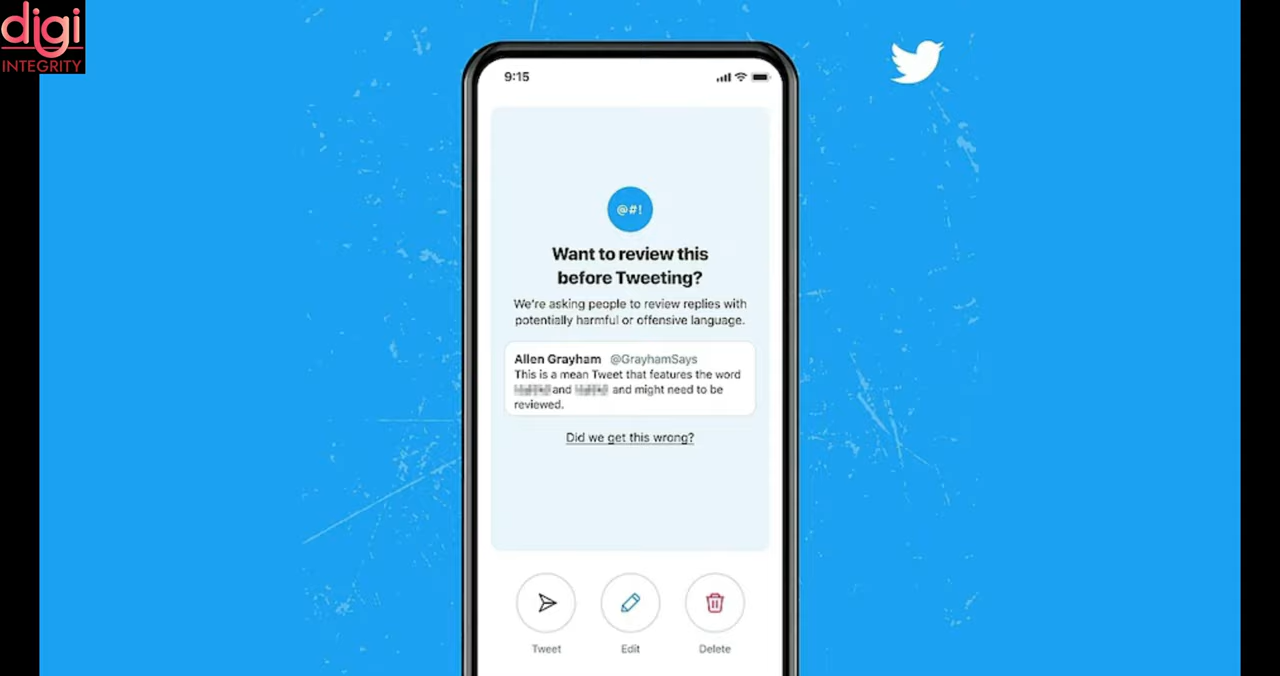 digi
INTEGRITY
9:15
@#!
Want to review this
before Tweeting?
We're asking people to review replies with
potentially harmful or offensive language.
Allen Grayham @GrayhamSays
This is a mean Tweet that features the word
and and might need to be
reviewed.
Did we get this wrong?
Tweet Edit Delete